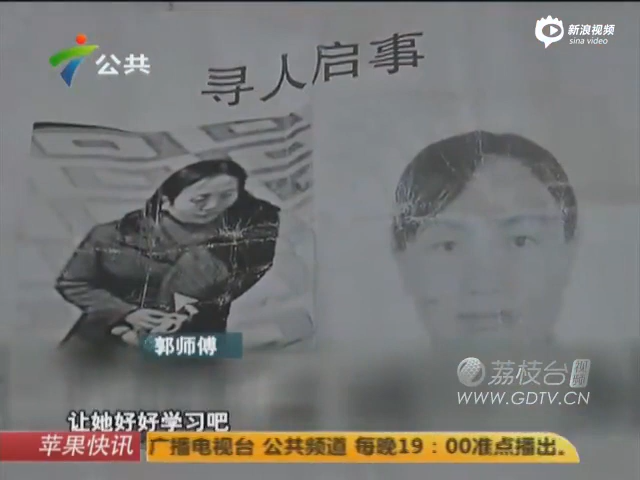 公共
新浪视频
sina video
寻人启事
郭师傅
荔枝台视频
WWW.GDTV.CN
让她好好学习吧
苹果快讯
广播电视台 公共频道 每晚19：00准点播出。